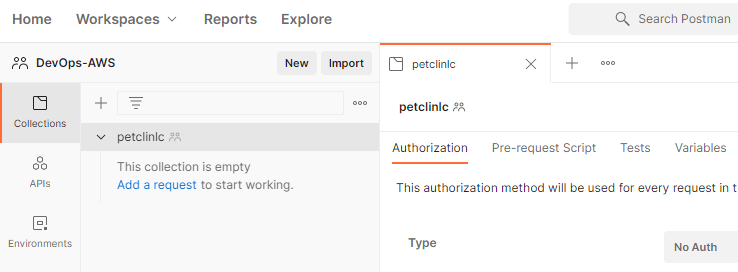 Home Workspaces Reports Explore Search Postman
DevOps-AWS New Import petclinlc
petclinlc
Collections
petclinlc
Authorization Pre-request Script Tests Variables
This collection is empty
Add a request to start working.
APIs
This authorization method will be used for every request in t
Environments
Type No Auth